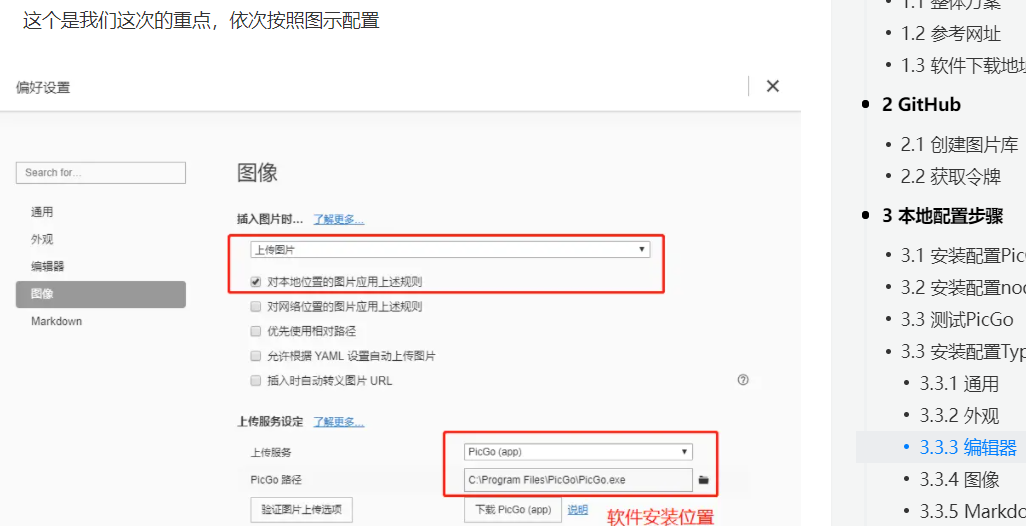 这个是我们这次的重点，依次按照图示配置
偏好设置
Search for...
通用
外观
编辑器
图像
Markdown
图像
插入图片时... 了解更多...
上传图片
对本地位置的图片应用上述规则
对网络位置的图片应用上述规则
优先使用相对路径
允许根据 YAML 设置自动上传图片
插入时自动转义图片 URL
上传服务设定 了解更多...
上传服务 PicGo (app)
PicGo 路径 C:\Program Files\PicGo\PicGo.exe
验证图片上传选项 下载 PicGo (app) 说明
软件安装位置
1.1 整体方案
1.2 参考网址
1.3 软件下载地
2 GitHub
2.1 创建图片库
2.2 获取令牌
3 本地配置步骤
3.1 安装配置Pic
3.2 安装配置no
3.3 测试PicGo
3.3 安装配置Typ
3.3.1 通用
3.3.2 外观
3.3.3 编辑器
3.3.4 图像
3.3.5 Markdo